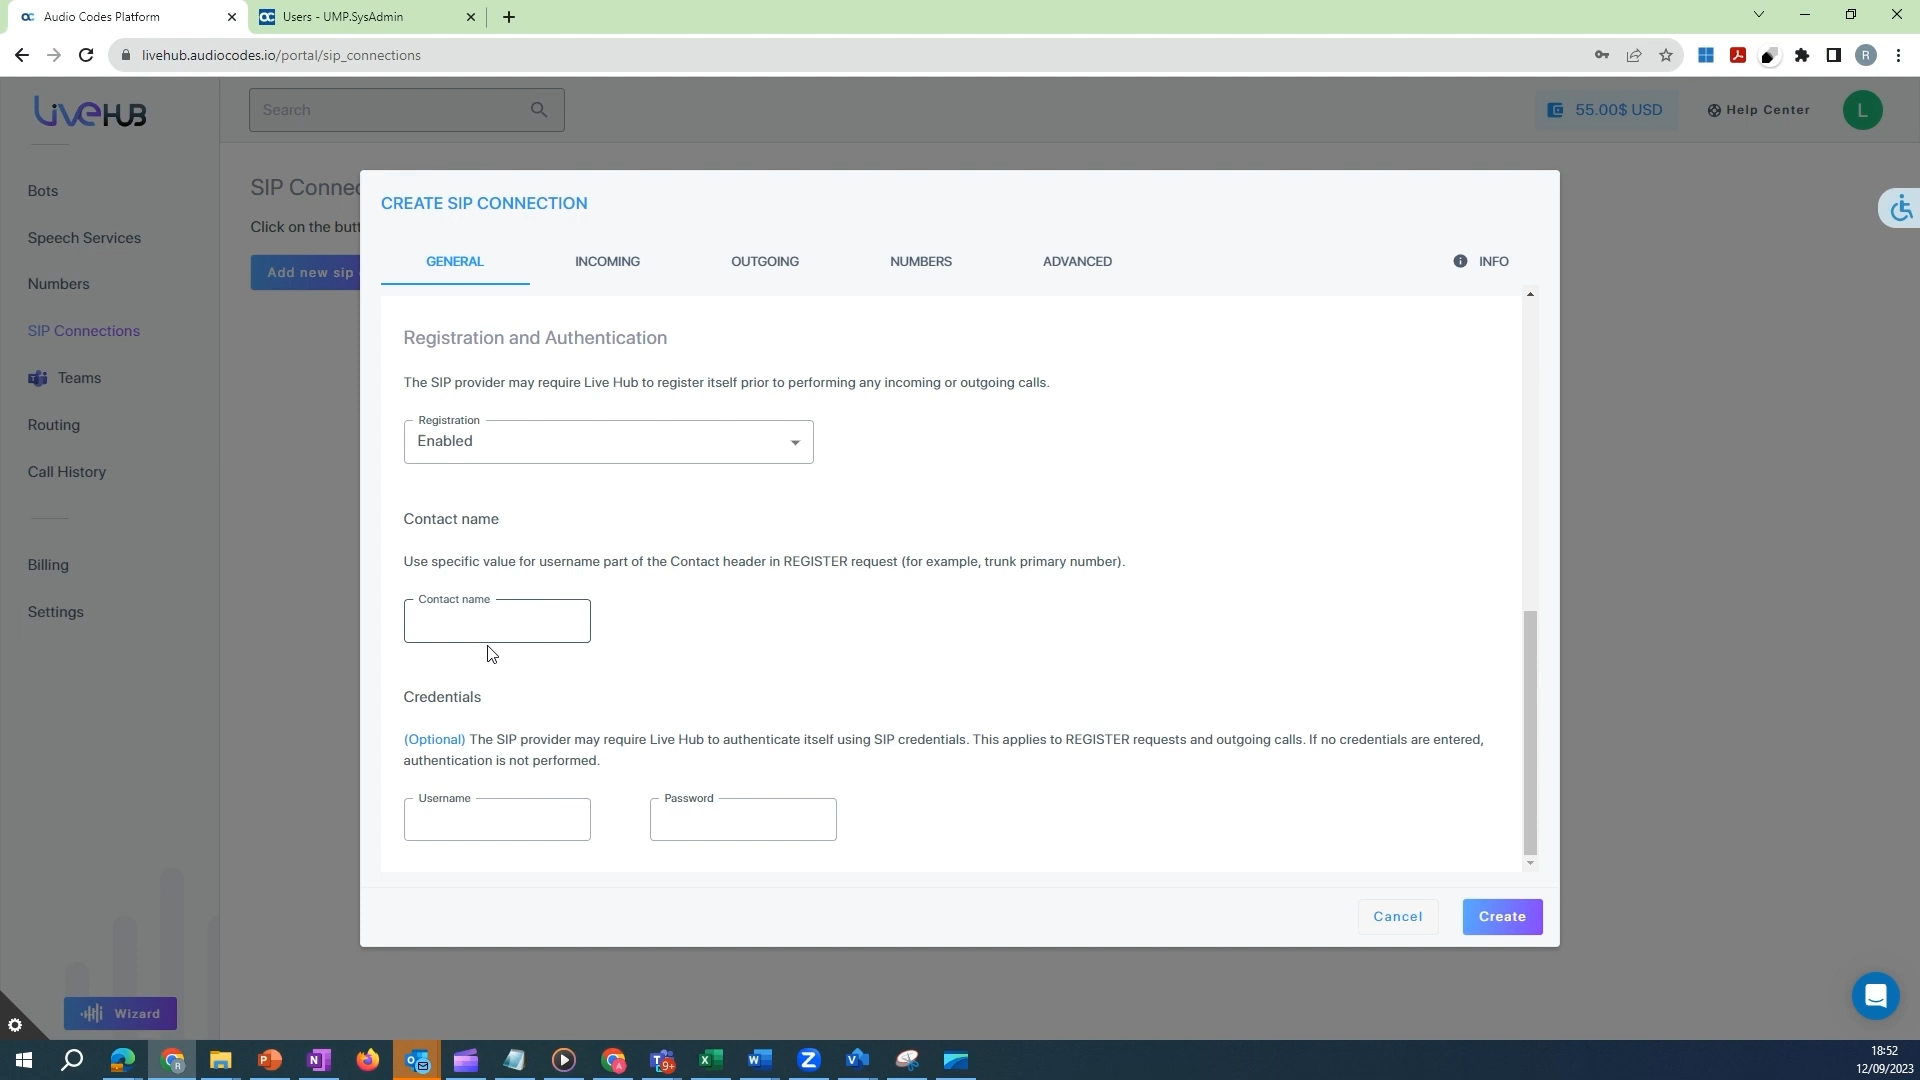 Audio Codes Platform
Users - UMP.SysAdmin
livehub.audiocodes.io/portal/sip_connections
R
LiveHUB
Search
55.00$ USD
Help Center
L
Bots
Speech Services
Numbers
SIP Connections
Teams
Routing
Call History
Billing
Settings
Wizard
SIP Connec
Click on the butt
Add new sip
CREATE SIP CONNECTION
GENERAL
INCOMING
OUTGOING
NUMBERS
ADVANCED
INFO
Registration and Authentication
The SIP provider may require Live Hub to register itself prior to performing any incoming or outgoing calls.
Registration
Enabled
Contact name
Use specific value for username part of the Contact header in REGISTER request (for example, trunk primary number).
Contact name
Credentials
(Optional) The SIP provider may require Live Hub to authenticate itself using SIP credentials. This applies to REGISTER requests and outgoing calls. If no credentials are entered,
authentication is not performed.
Username
Password
Cancel
Create
18:52
12/09/2023